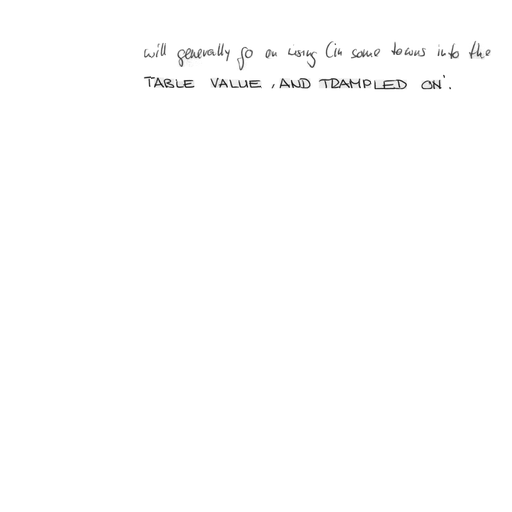 will generally go on using (in some towns into the
TABLE VALUE, AND TRAMPLED ON'.